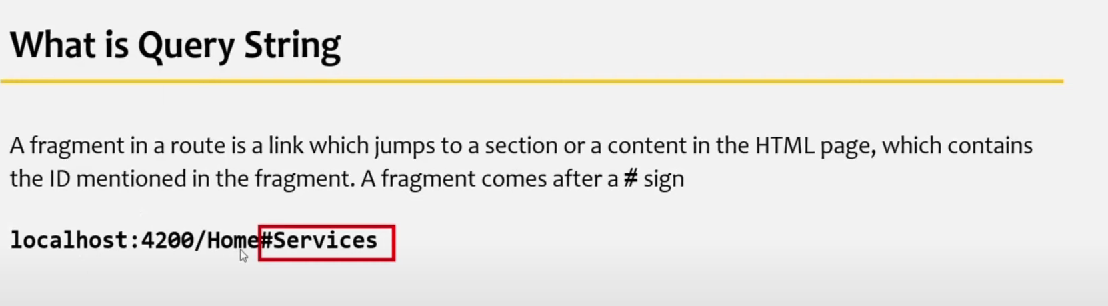 What is Query String
A fragment in a route is a link which jumps to a section or a content in the HTML page, which contains
the ID mentioned in the fragment. A fragment comes after a # sign
localhost:4200/Home#Services